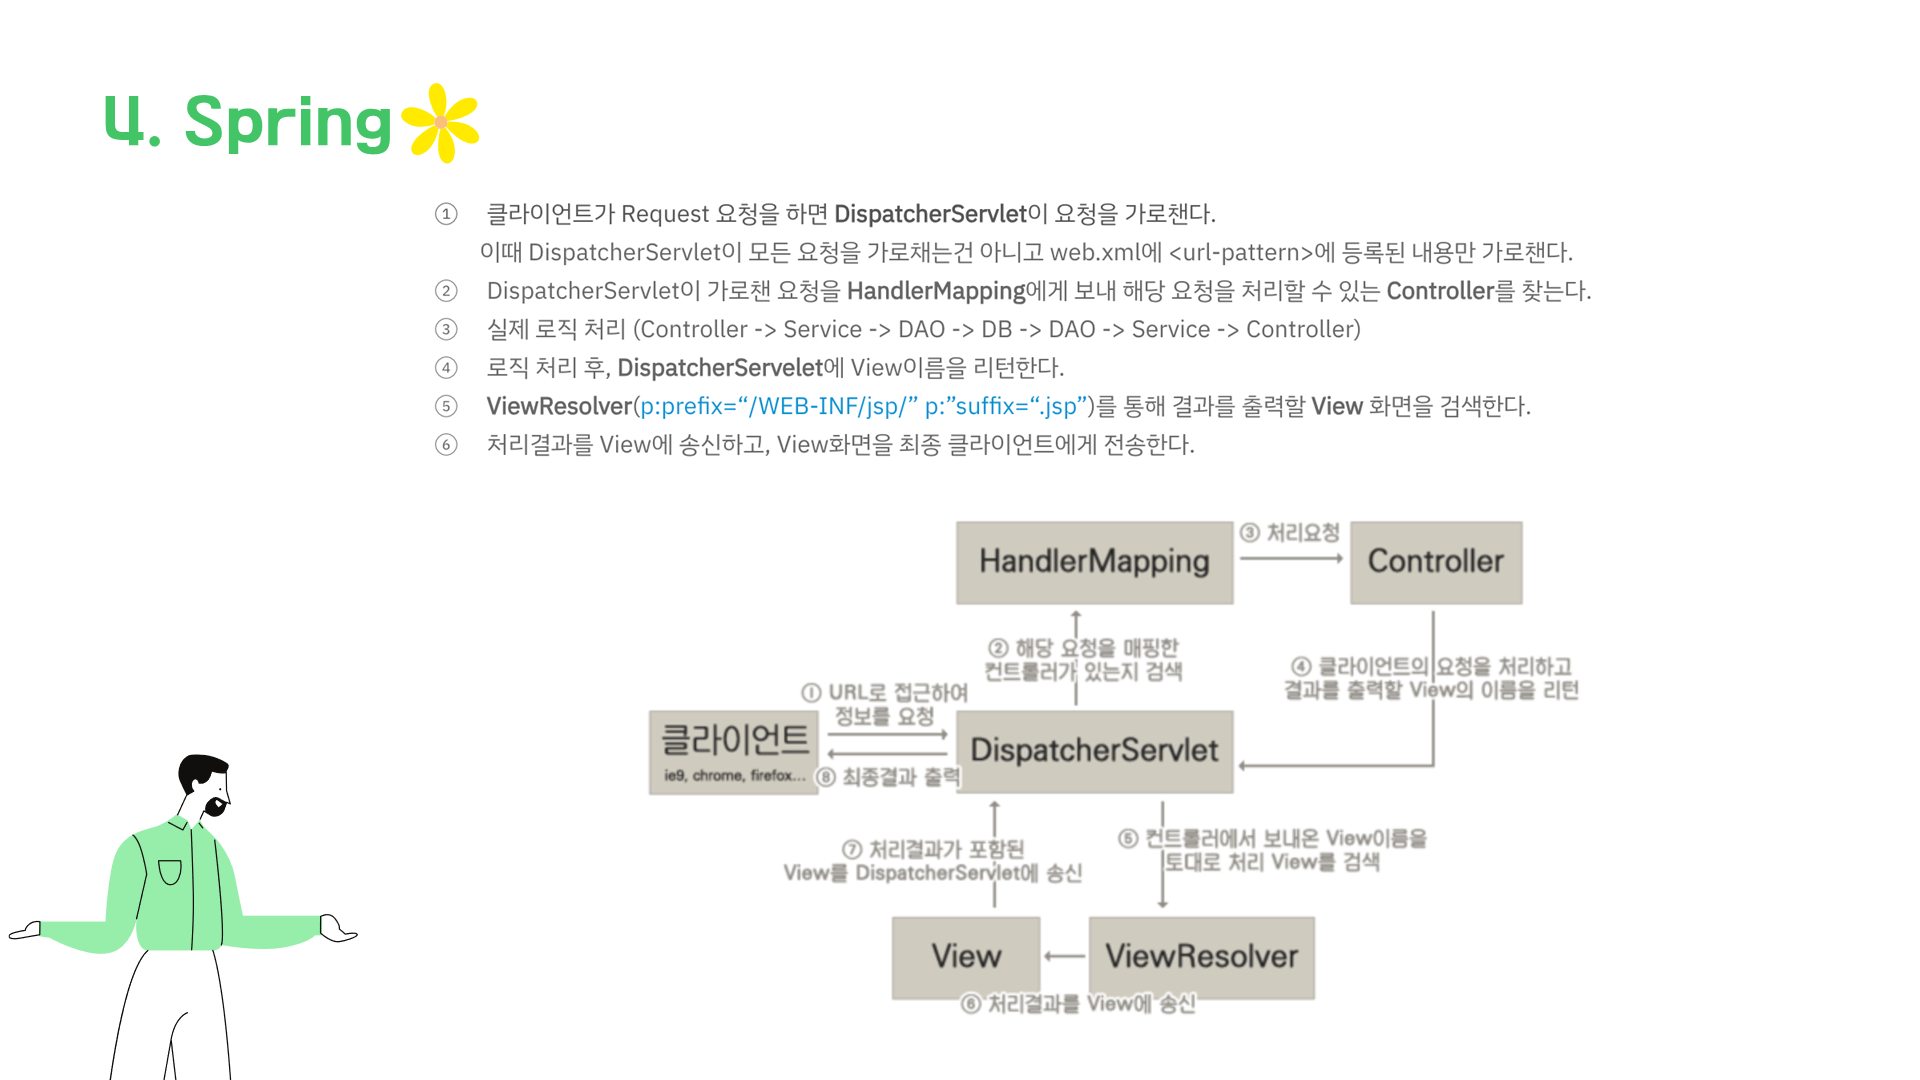 4. Spring
① 클라이언트가 Request 요청을 하면 DispatcherServlet이 요청을 가로챈다.
이때 DispatcherServlet이 모든 요청을 가로채는건 아니고 web.xml에 <url-pattern>에 등록된 내용만 가로챈다.
② DispatcherServlet이 가로챈 요청을 HandlerMapping에게 보내 해당 요청을 처리할 수 있는 Controller를 찾는다.
③ 실제 로직 처리 (Controller -> Service -> DAO -> DB -> DAO -> Service -> Controller)
④ 로직 처리 후, DispatcherServelet에 View이름을 리턴한다.
⑤ ViewResolver(p:prefix=“/WEB-INF/jsp/” p:”suffix=“.jsp”)를 통해 결과를 출력할 View 화면을 검색한다.
⑥ 처리결과를 View에 송신하고, View화면을 최종 클라이언트에게 전송한다.
HandlerMapping
③ 처리요청
Controller
② 해당 요청을 매핑한
컨트롤러가 있는지 검색
④ 클라이언트의 요청을 처리하고
결과를 출력할 View의 이름을 리턴
① URL로 접근하여
정보를 요청
클라이언트
ie9, chrome, firefox...
DispatcherServlet
⑧ 최종결과 출력
⑦ 처리결과가 포함된
View를 DispatcherServlet에 송신
⑤ 컨트롤러에서 보내온 View이름을
토대로 처리 View를 검색
View
ViewResolver
⑥ 처리결과를 View에 송신